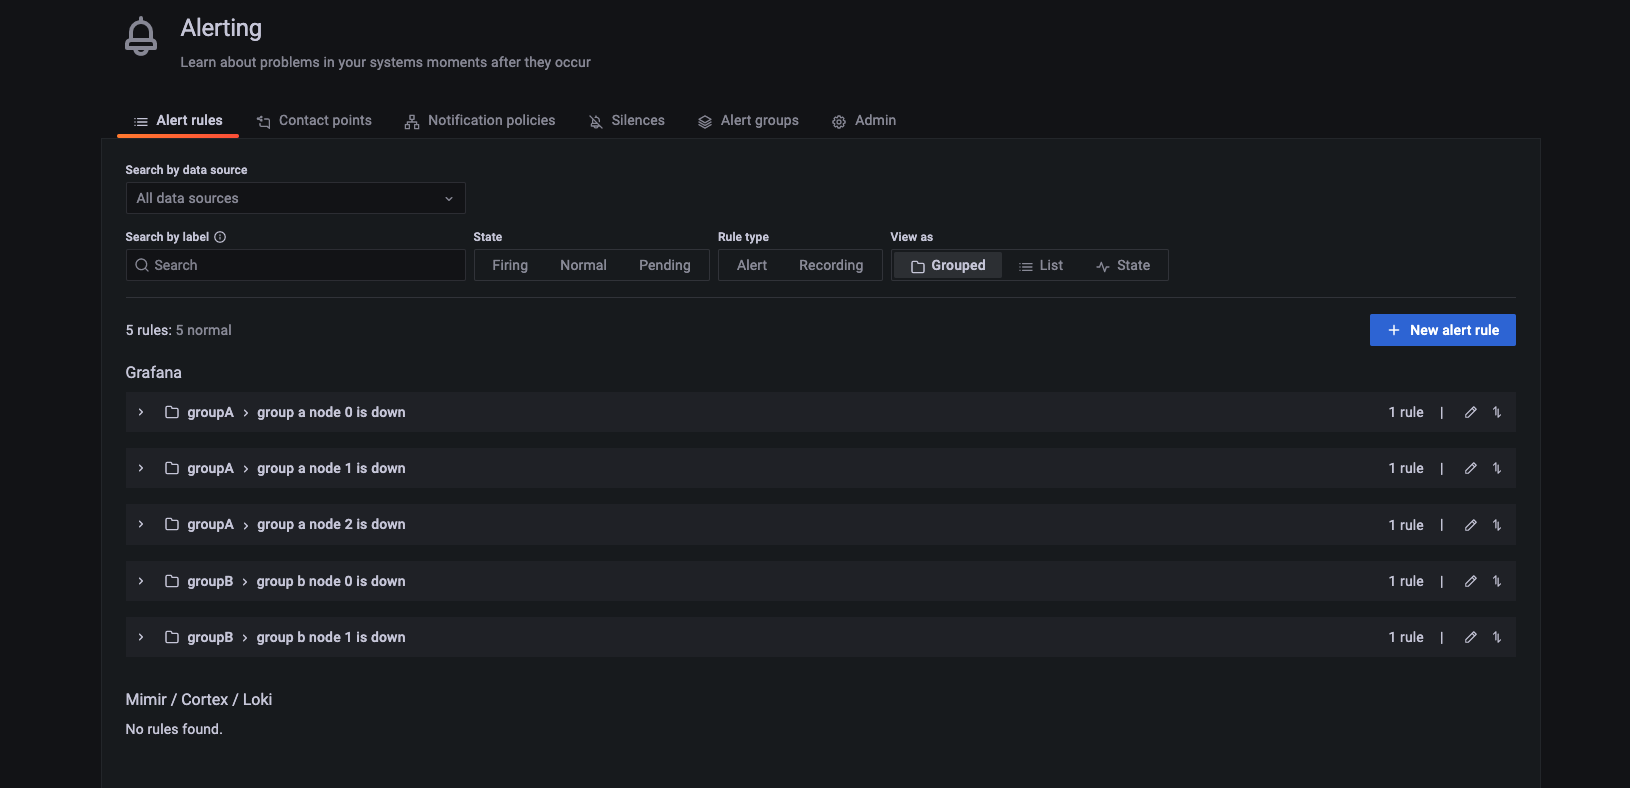 Alerting
Learn about problems in your systems moments after they occur
Alert rules Contact points Notification policies Silences Alert groups Admin
Search by data source
All data sources
Search by label State Rule type View as
Search Firing Normal Pending Alert Recording Grouped List State
5 rules: 5 normal + New alert rule
Grafana
groupA › group a node 0 is down 1 rule |
groupA › group a node 1 is down 1 rule |
groupA › group a node 2 is down 1 rule |
groupB › group b node 0 is down 1 rule |
groupB › group b node 1 is down 1 rule |
Mimir / Cortex / Loki
No rules found.